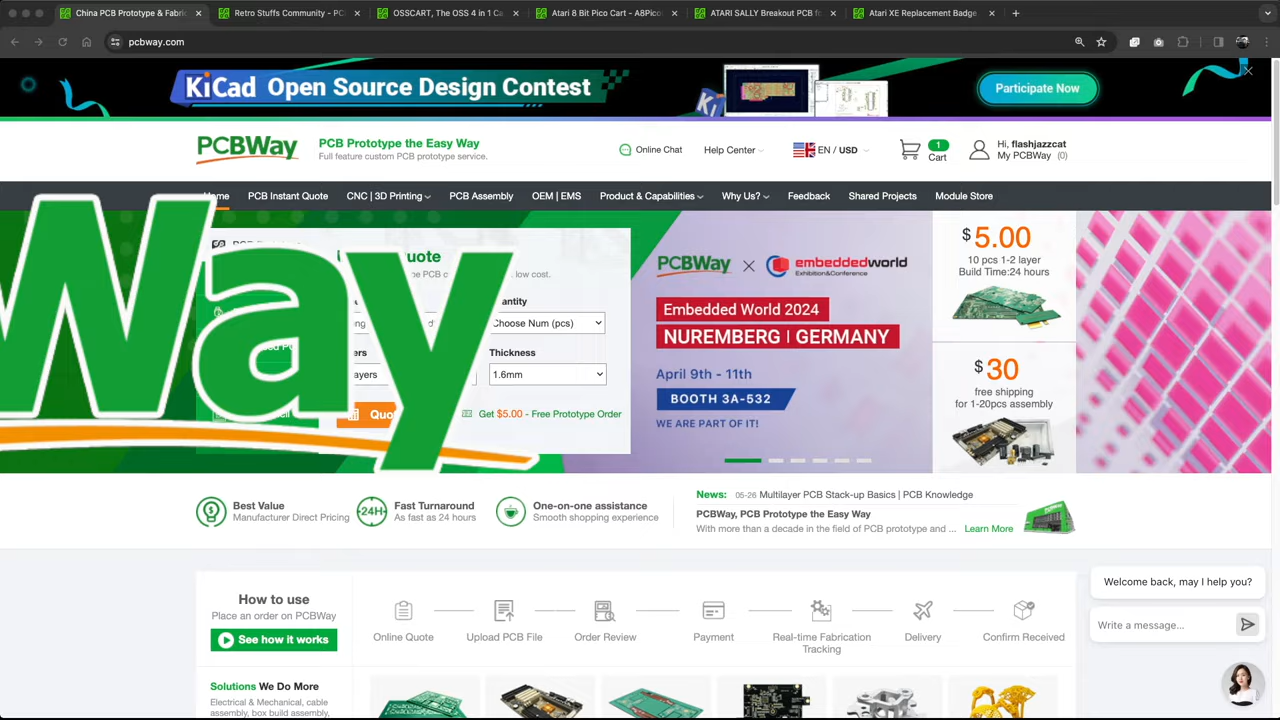 China PCB Prototype & Fabric
Retro Stuffs Community - PC
OSSCART, The OSS 4 in 1 Ca
Atari 8 Bit Pico Cart - A8Pico
ATARI SALLY Breakout PCB fo
Atari XE Replacement Badge
pcbway.com
KiCad Open Source Design Contest
Participate Now
PCBWay
PCB Prototype the Easy Way
Full feature custom PCB prototype service.
Online Chat
Help Center
EN / USD
1
Cart
Hi, flashjazzcat
My PCBWay (0)
Home
PCB Instant Quote
CNC | 3D Printing
PCB Assembly
OEM | EMS
Product & Capabilities
Why Us?
Feedback
Shared Projects
Module Store
Way
uote
PCB c
low cost.
antity
Choose Num (pcs)
Thickness
ayers
1.6mm
Quo
Get $5.00 - Free Prototype Order
PCBWay × embeddedworld
Exhibition&Conference
Embedded World 2024
NUREMBERG | GERMANY
April 9th - 11th
BOOTH 3A-532
WE ARE PART OF IT!
$5.00
10 pcs 1-2 layer
Build Time:24 hours
$30
free shipping
for 1-20pcs assembly
Best Value
Manufacturer Direct Pricing
24H
Fast Turnaround
As fast as 24 hours
One-on-one assistance
Smooth shopping experience
News: 05-26 Multilayer PCB Stack-up Basics | PCB Knowledge
PCBWay, PCB Prototype the Easy Way
With more than a decade in the field of PCB prototype and ... Learn More
Welcome back, may I help you?
Write a message...
How to use
Place an order on PCBWay
See how it works
Online Quote
Upload PCB File
Order Review
Payment
Real-time Fabrication
Tracking
Delivery
Confirm Received
Solutions We Do More
Electrical & Mechanical, cable
assembly, box build assembly,